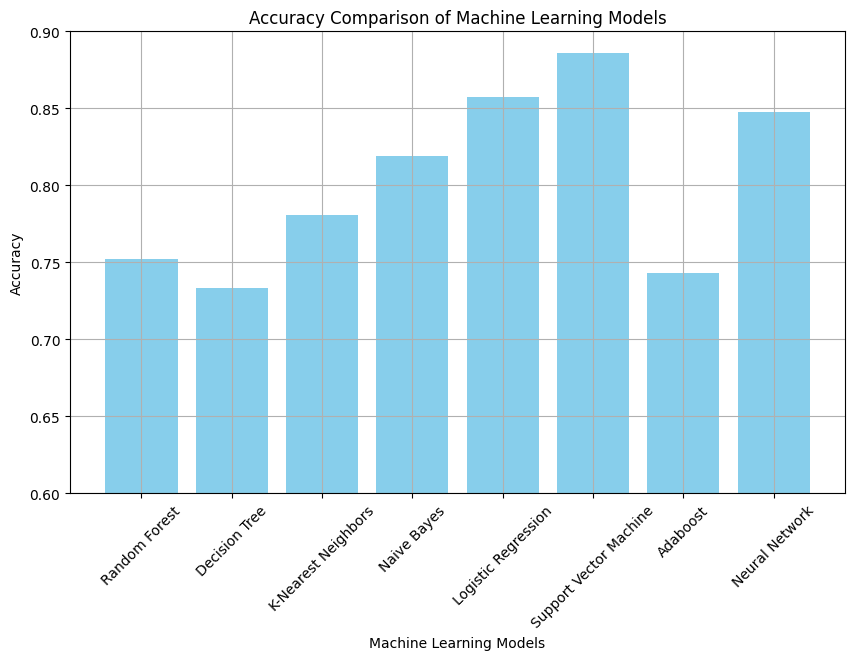 Accuracy Comparison of Machine Learning Models
Accuracy
0.90
0.85
0.80
0.75
0.70
0.65
0.60
Random Forest
Decision Tree
K-Nearest Neighbors
Naive Bayes
Logistic Regression
Support Vector Machine
Adaboost
Neural Network
Machine Learning Models